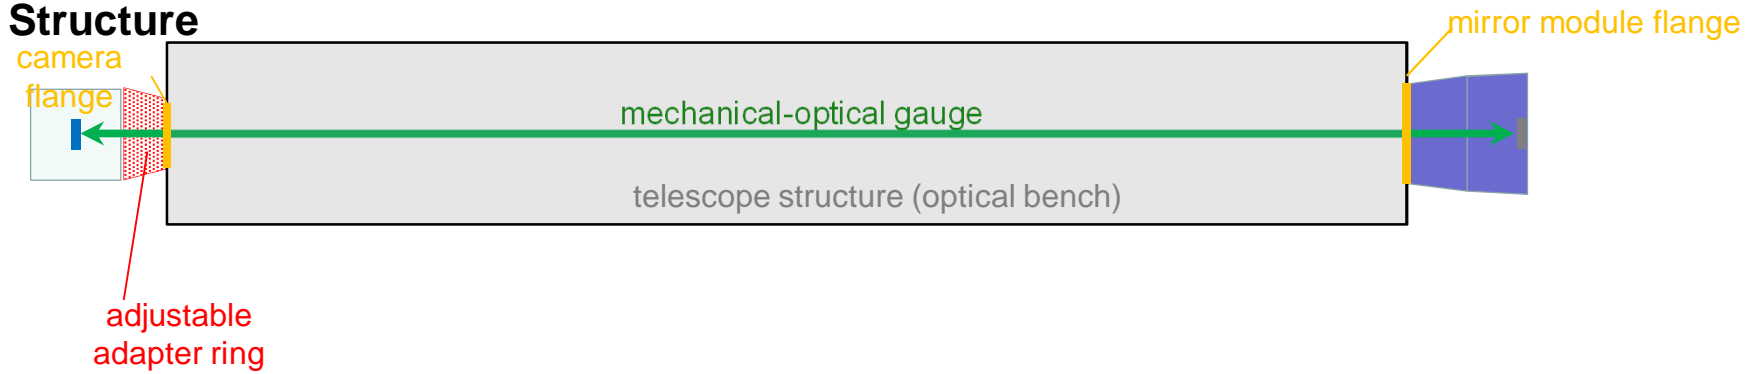 Structure
camera
flange
mirror module flange
mechanical-optical gauge
telescope structure (optical bench)
adjustable
adapter ring